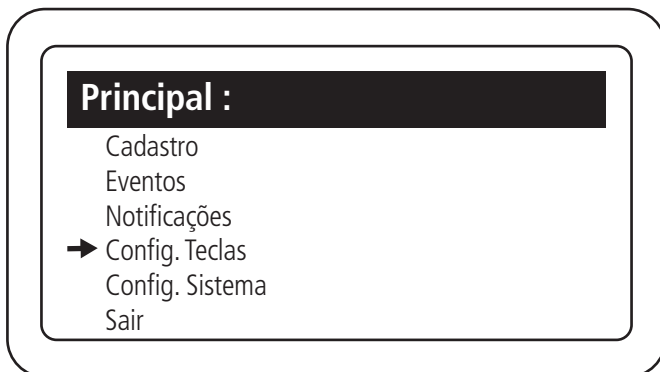 Principal :
Cadastro
Eventos
Notificações
Config. Teclas
Config. Sistema
Sair